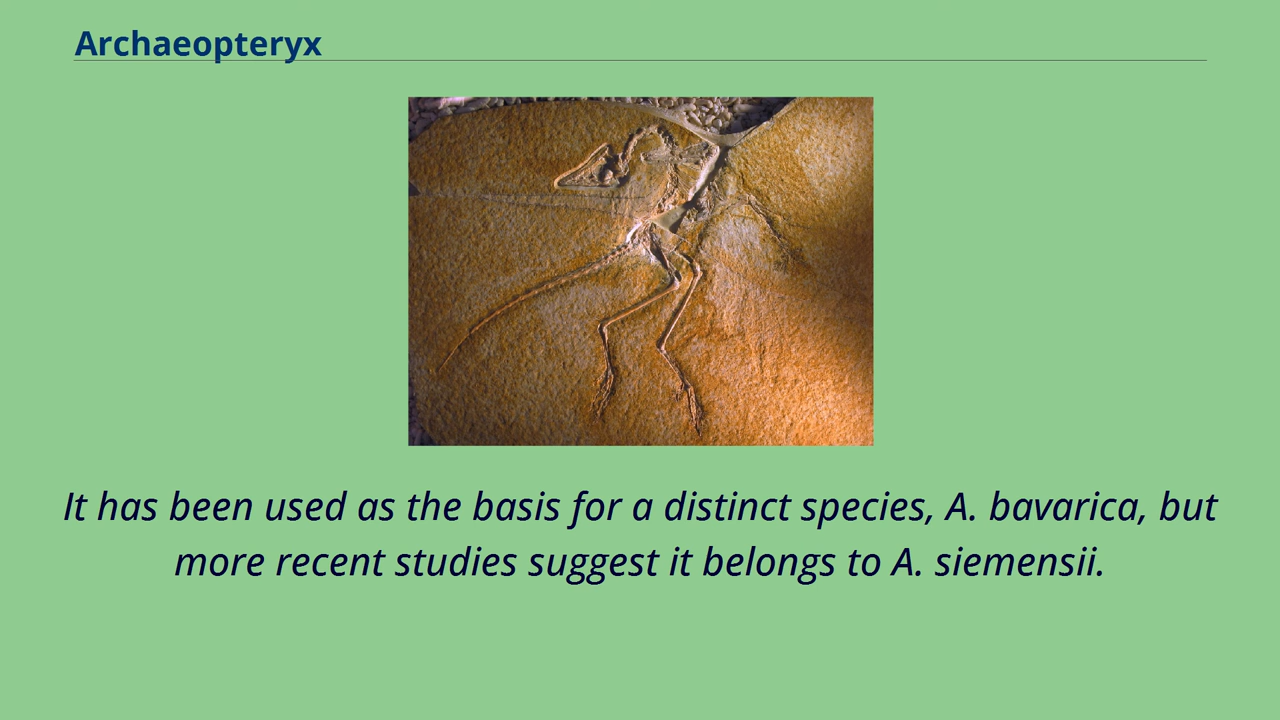 Archaeopteryx
It has been used as the basis for a distinct species, A. bavarica, but
more recent studies suggest it belongs to A. siemensii.